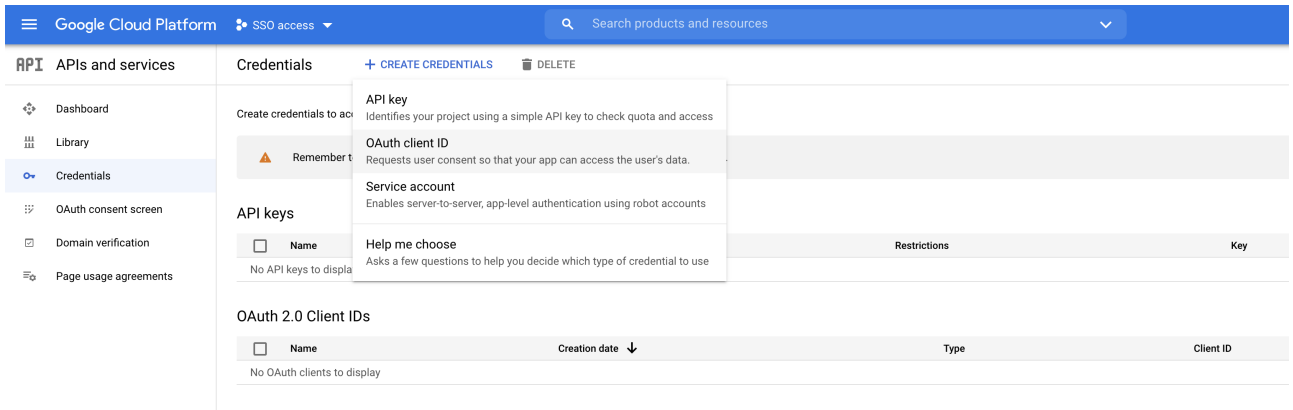 Google Cloud Platform
SSO access
Search products and resources
API APIs and services
Credentials
+ CREATE CREDENTIALS
DELETE
Dashboard
Library
Credentials
OAuth consent screen
Domain verification
Page usage agreements
Create credentials to
Remember
API key
Identifies your project using a simple API key to check quota and access
OAuth client ID
Requests user consent so that your app can access the user's data.
Service account
Enables server-to-server, app-level authentication using robot accounts
Help me choose
Asks a few questions to help you decide which type of credential to use
API keys
Name
Restrictions
Key
No API keys to displa
OAuth 2.0 Client IDs
Name
Creation date
Type
Client ID
No OAuth clients to display